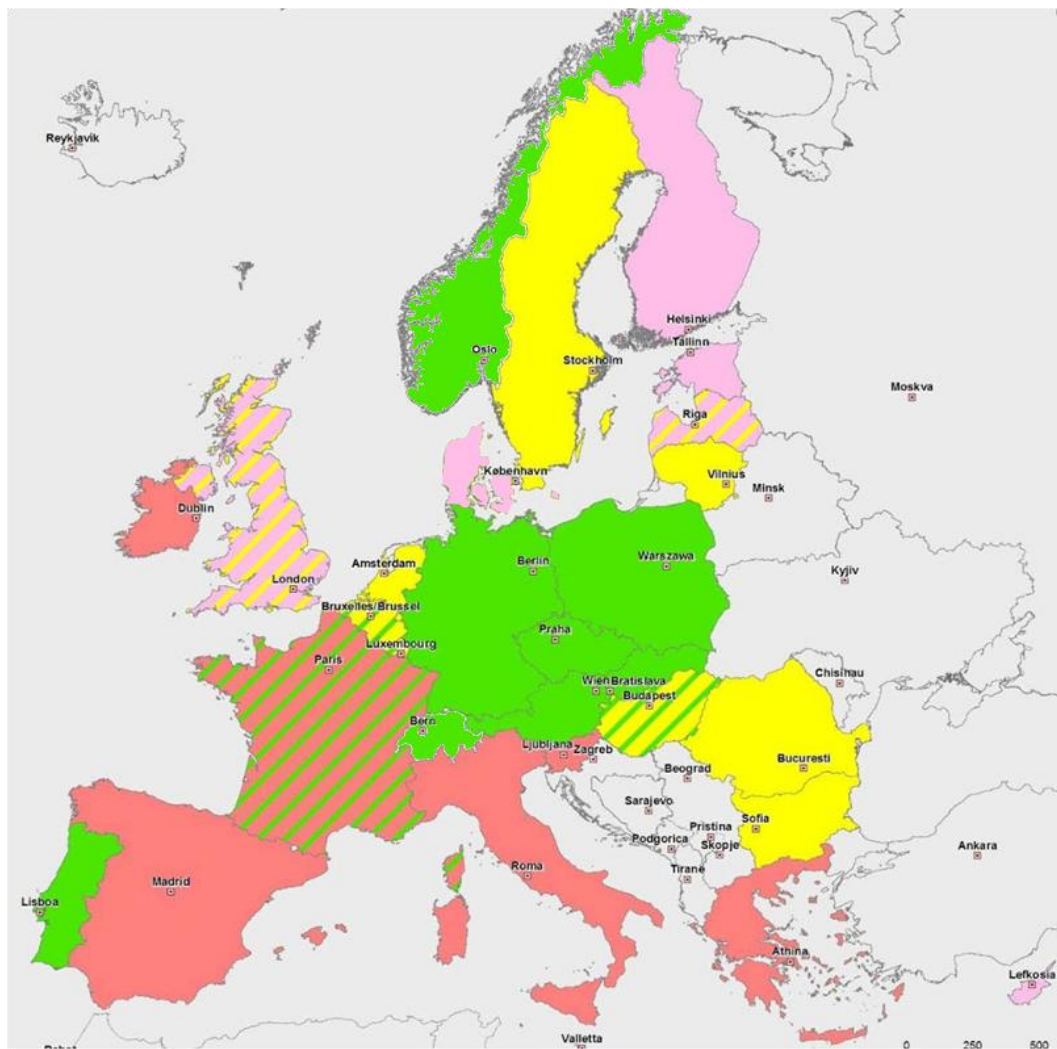 Reykjavik
Helsinki
Tallinn
Oslo
Stockholm
Moskva
Riga
København
Vilnius
Minsk
Dublin
Berlin
Warszawa
Amsterdam
London
Kyjiv
Bruxelles/Brussel
Praha
Luxembourg
Paris
Wien
Bratislava
Budapest
Chisinau
Bern
Ljubljana
Zagreb
Bucuresti
Beograd
Sarajevo
Sofia
Pristina
Podgorica
Skopje
Ankara
Tirane
Roma
Madrid
Lisboa
Athina
Lefkosia
Valletta
0 250 500